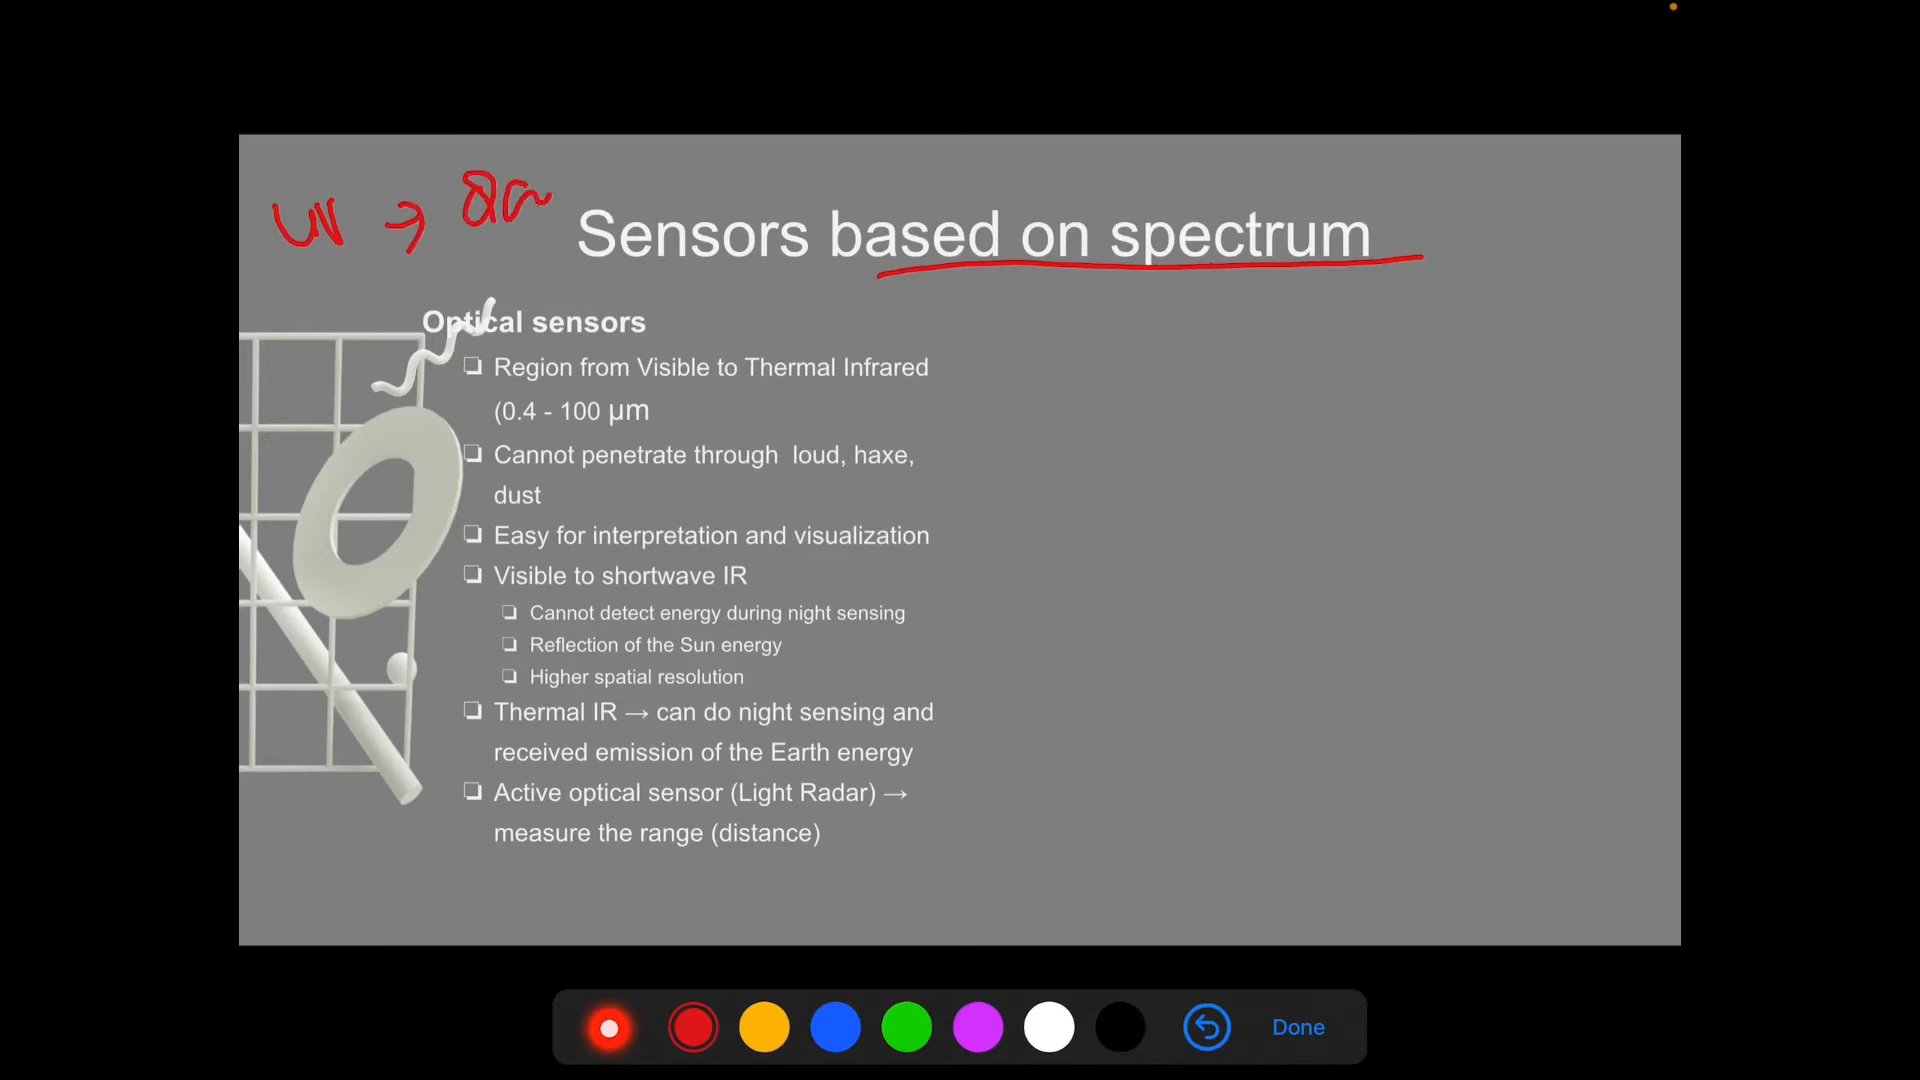 UV →
Sensors based on spectrum
Optical sensors
❏ Region from Visible to Thermal Infrared
(0.4 - 100 µm
❏ Cannot penetrate through  loud, haxe,
dust
❏ Easy for interpretation and visualization
❏ Visible to shortwave IR
❏ Cannot detect energy during night sensing
❏ Reflection of the Sun energy
❏ Higher spatial resolution
❏ Thermal IR → can do night sensing and
received emission of the Earth energy
❏ Active optical sensor (Light Radar) →
measure the range (distance)
Done